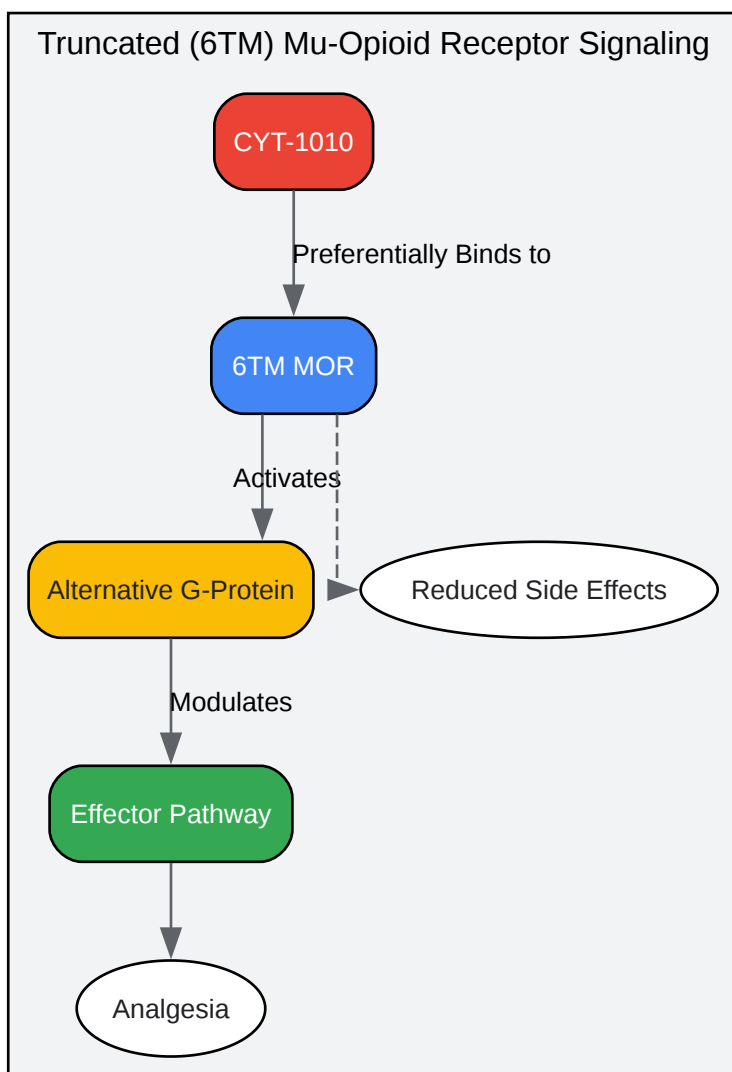 Truncated (6TM) Mu-Opioid Receptor Signaling
CYT-1010
Preferentially Binds to
6TM MOR
Activates
Alternative G-Protein
Reduced Side Effects
Modulates
Effector Pathway
Analgesia